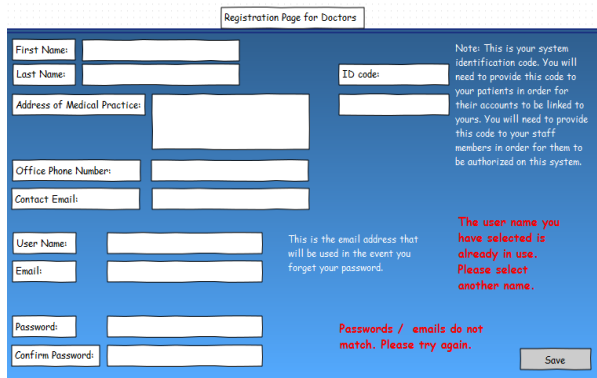 Registration Page for Doctors
First Name:
Last Name:
ID code:
Note: This is your system
identification code. You will
need to provide this code to
your patients in order for
their accounts to be linked to
yours. You will need to provide
this code to your staff
members in order for them to
be authorized on this system.
Address of Medical Practice:
Office Phone Number:
Contact Email:
User Name:
Email:
This is the email address that
will be used in the event you
forget your password.
The user name you
have selected is
already in use.
Please select
another name.
Password:
Confirm Password:
Passwords / emails do not
match. Please try again.
Save